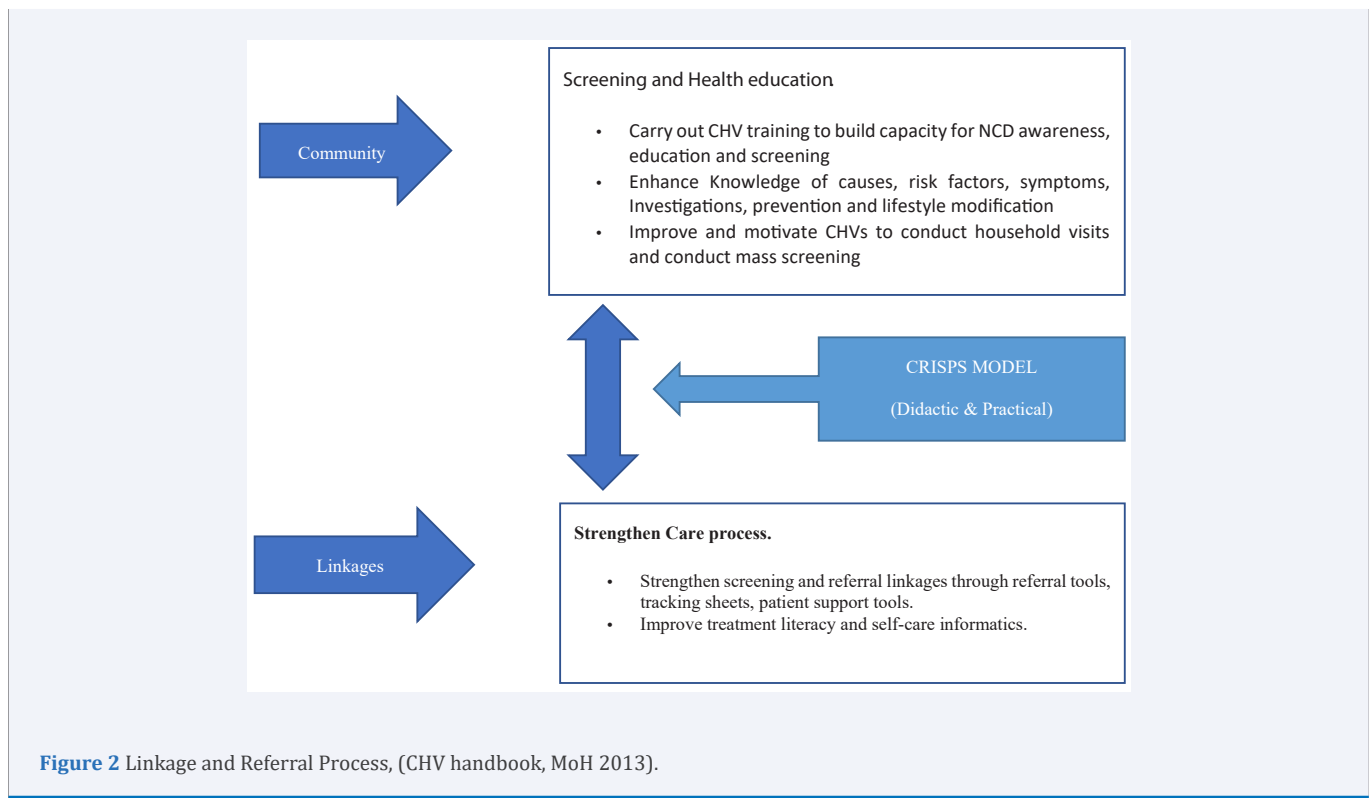 Screening and Health education.
Community
• Carry out CHV training to build capacity for NCD awareness,
education and screening
• Enhance Knowledge of causes, risk factors, symptoms,
Investigations, prevention and lifestyle modification
• Improve and motivate CHVs to conduct household visits
and conduct mass screening
CRISPS MODEL
(Didactic & Practical)
Strengthen Care process.
Linkages
• Strengthen screening and referral linkages through referral tools,
tracking sheets, patient support tools.
• Improve treatment literacy and self-care informatics.
Figure 2 Linkage and Referral Process, (CHV handbook, MoH 2013).